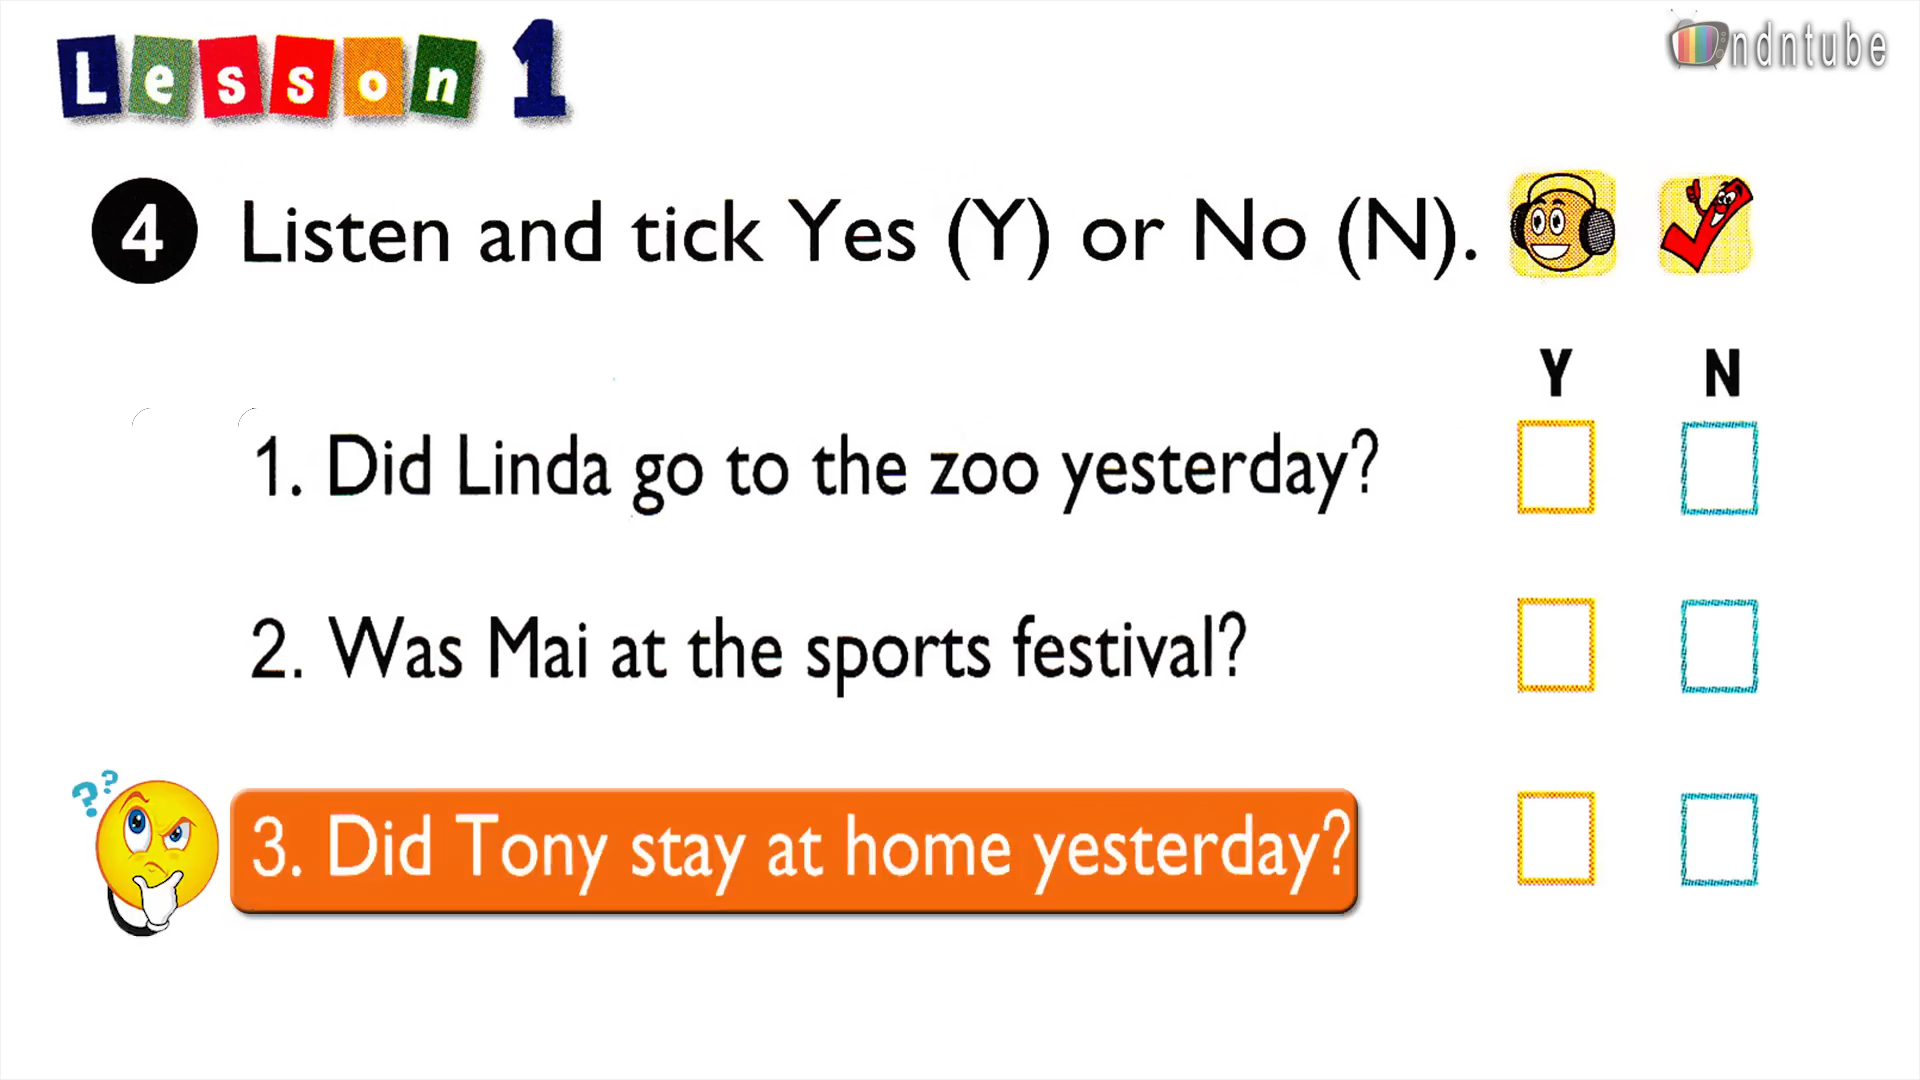 Lesson 1
ndntube
4 Listen and tick Yes (Y) or No (N).
Y N
1. Did Linda go to the zoo yesterday?
2. Was Mai at the sports festival?
? ?
3. Did Tony stay at home yesterday?